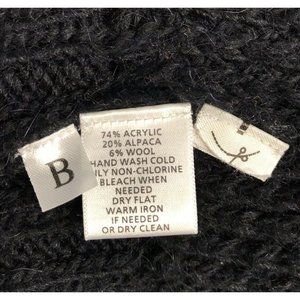 B
74% ACRYLIC
20% ALPACA
6% WOOL
HAND WASH COLD
ONLY NON-CHLORINE
BLEACH WHEN
NEEDED
DRY FLAT
WARM IRON
IF NEEDED
OR DRY CLEAN